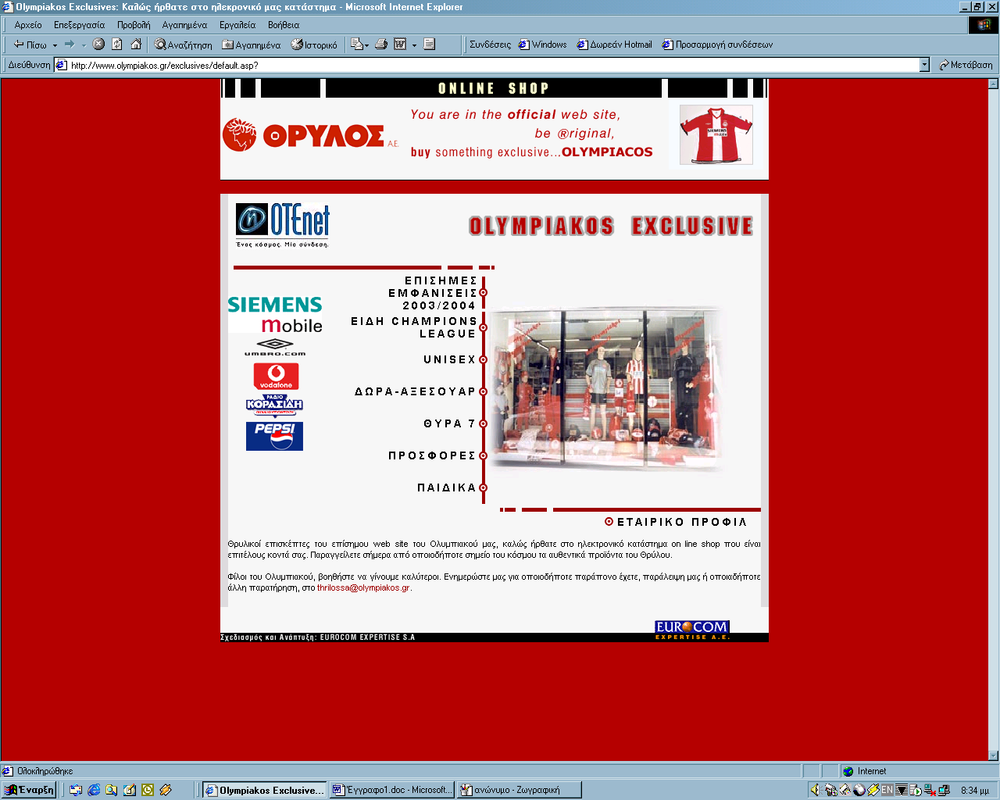 Olympiakos Exclusives: Καλώς ήρθατε στο ηλεκρονικό μας κατάστημα - Microsoft Internet Explorer
Αρχείο Επεξεργασία Προβολή Αγαπημένα Εργαλεία Βοήθεια
Πίσω Αναζήτηση Αγαπημένα Ιστορικό Συνδέσεις Windows Δωρεάν Hotmail Προσαρμογή συνδέσεων
Διεύθυνση http://www.olympiakos.gr/exclusives/default.asp? Μετάβαση
ONLINE SHOP
ΘΡΥΛΟΣ Α.Ε.
You are in the official web site,
be ®riginal,
buy something exclusive...OLYMPIACOS
SIEMENS
mobile
OTEnet
Ένας κόσμος. Μία σύνδεση.
OLYMPIAKOS EXCLUSIVE
ΕΠΙΣΗΜΕΣ
ΕΜΦΑΝΙΣΕΙΣ
2003/2004
ΕΙΔΗ CHAMPIONS
LEAGUE
UNISEX
ΔΩΡΑ-ΑΞΕΣΟΥΑΡ
ΘΥΡΑ 7
ΠΡΟΣΦΟΡΕΣ
ΠΑΙΔΙΚΑ
SIEMENS
mobile
umbro.com
vodafone
ΡΑΔΙΟ
ΚΟΡΑΣΙΔΗ
PEPSI
Olympiakos
ΕΤΑΙΡΙΚΟ ΠΡΟΦΙΛ
Θρυλικοί επισκέπτες του επίσημου web site του Ολυμπιακού μας, καλώς ήρθατε στο ηλεκτρονικό κατάστημα on line shop που είναι
επιτέλους κοντά σας. Παραγγείλετε σήμερα από οποιοδήποτε σημείο του κόσμου τα αυθεντικά προϊόντα του Θρύλου.
Φίλοι του Ολυμπιακού, βοηθήστε να γίνουμε καλύτεροι. Ενημερώστε μας για οποιοδήποτε παράπονο έχετε, παράλειψη μας ή οποιαδήποτε
άλλη παρατήρηση, στο thrilossa@olympiakos.gr.
EUROCOM
EXPERTISE A.E.
Σχεδιασμός και Ανάπτυξη: EUROCOM EXPERTISE S.A
Ολοκληρώθηκε Internet
Έναρξη Olympiakos Exclusive... Έγγραφο1.doc - Microsoft... ανώνυμο - Ζωγραφική EN 8:34 μμ